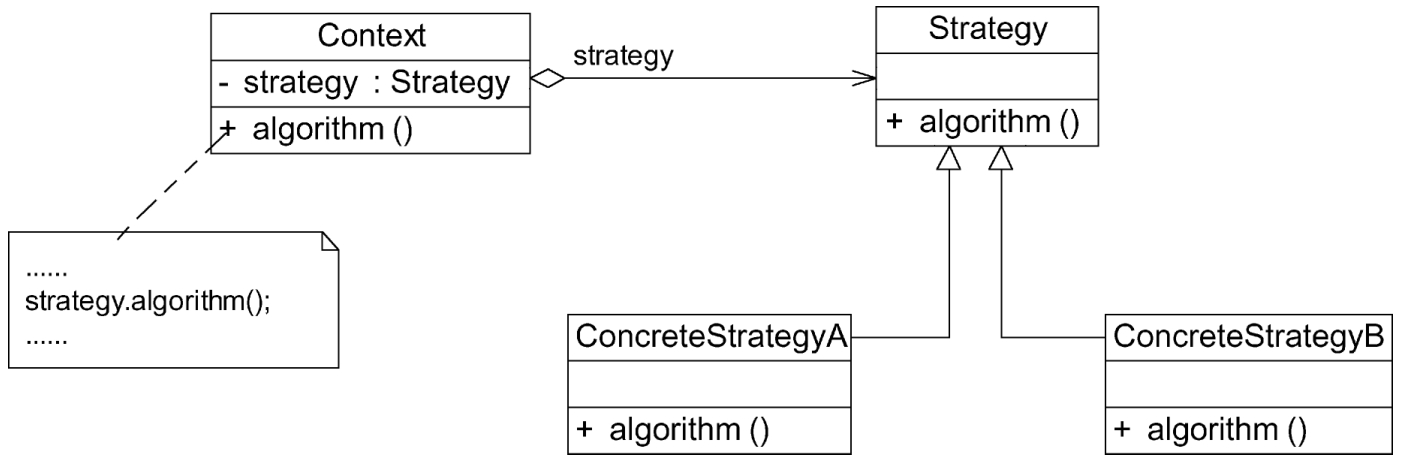 Context
- strategy : Strategy
+ algorithm ()
strategy
Strategy
+ algorithm ()
......
strategy.algorithm();
......
ConcreteStrategyA
+ algorithm ()
ConcreteStrategyB
+ algorithm ()